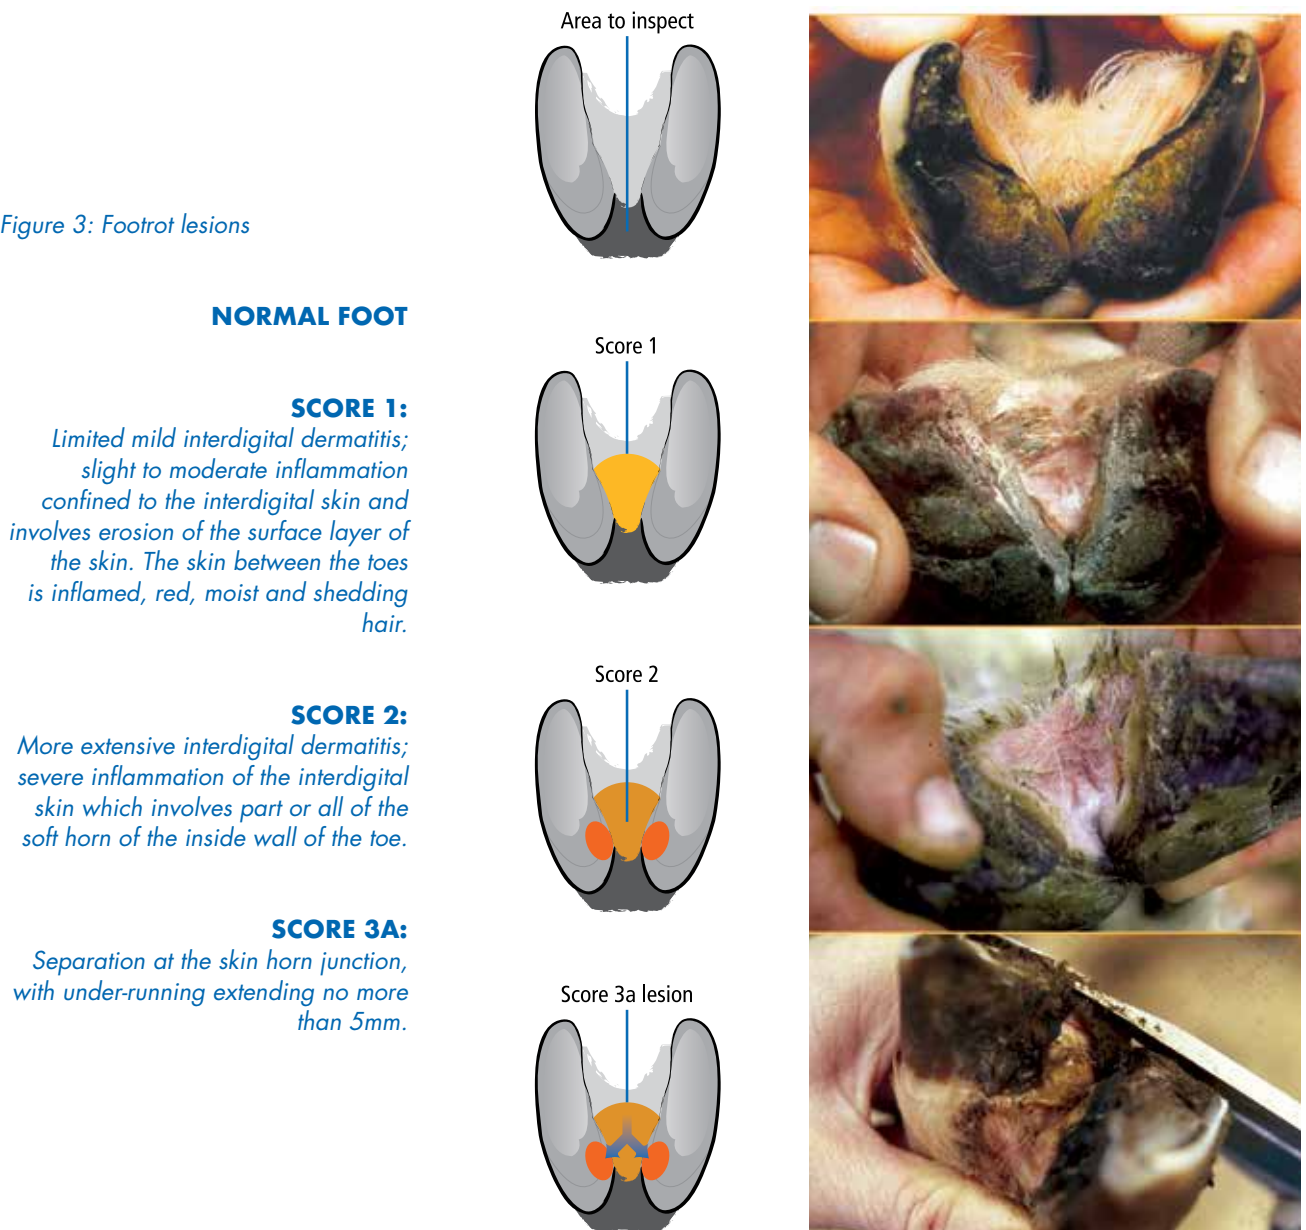 Area to inspect
Figure 3: Footrot lesions
NORMAL FOOT
Score 1
SCORE 1:
Limited mild interdigital dermatitis;
slight to moderate inflammation
confined to the interdigital skin and
involves erosion of the surface layer of
the skin. The skin between the toes
is inflamed, red, moist and shedding
hair.
Score 2
SCORE 2:
More extensive interdigital dermatitis;
severe inflammation of the interdigital
skin which involves part or all of the
soft horn of the inside wall of the toe.
Score 3a lesion
SCORE 3A:
Separation at the skin horn junction,
with under-running extending no more
than 5mm.